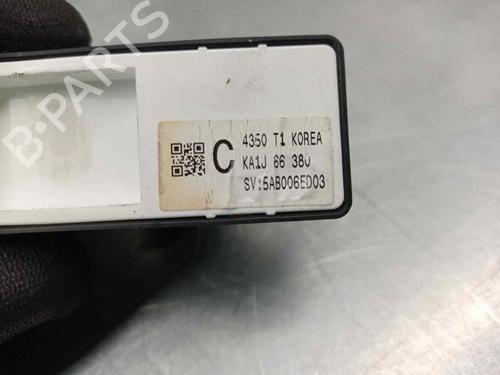 B-PARTS
C
4350 T1 KOREA
KA1J 66 380
SV:5AB006ED03